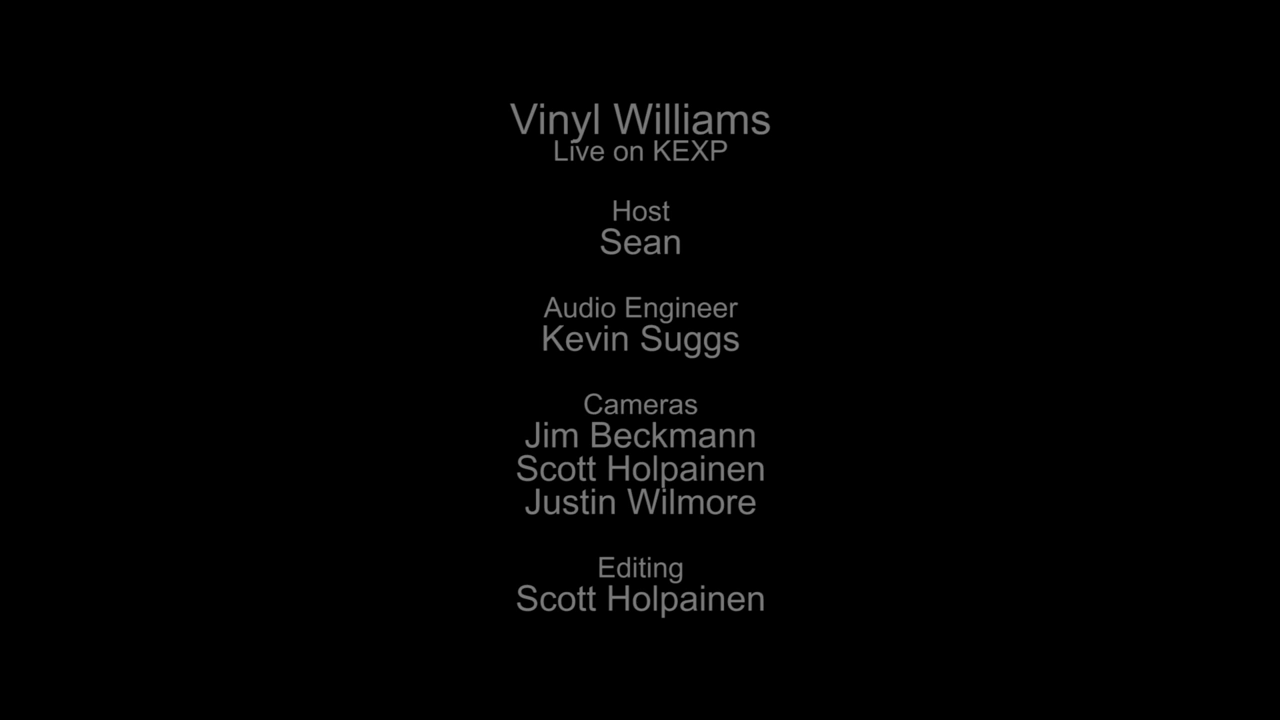 Vinyl Williams
Live on KEXP
Host
Sean
Audio Engineer
Kevin Suggs
Cameras
Jim Beckmann
Scott Holpainen
Justin Wilmore
Editing
Scott Holpainen